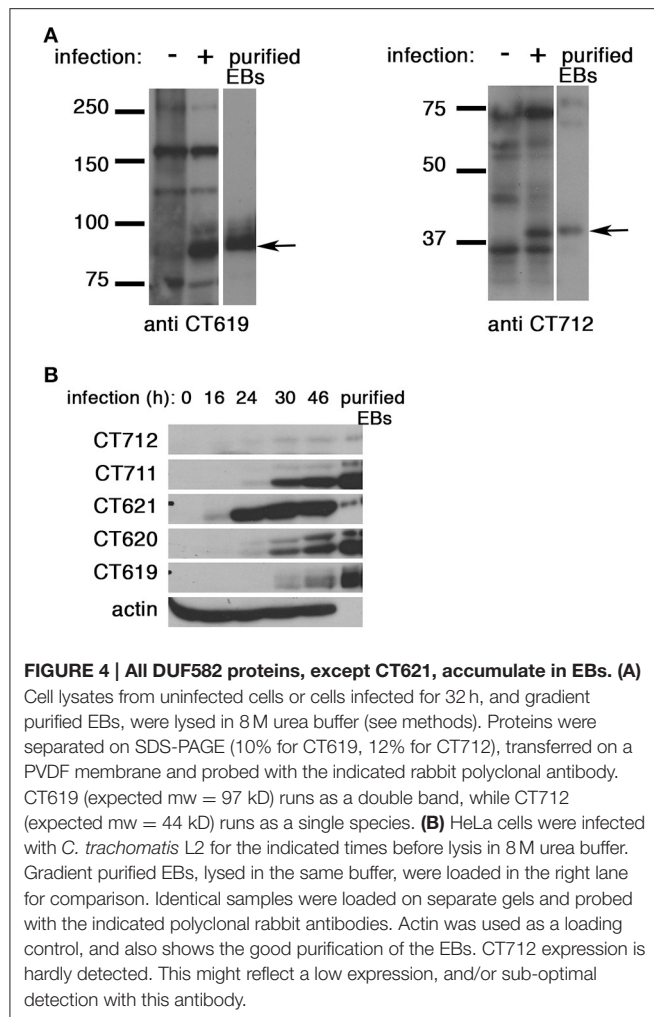 A
infection: - + purified EBs
250
150
100
75
anti CT619
infection: - + purified EBs
75
50
37
anti CT712
B
infection (h): 0 16 24 30 46 purified EBs
CT712
CT711
CT621
CT620
CT619
actin
FIGURE 4 | All DUF582 proteins, except CT621, accumulate in EBs. (A)
Cell lysates from uninfected cells or cells infected for 32 h, and gradient
purified EBs, were lysed in 8 M urea buffer (see methods). Proteins were
separated on SDS-PAGE (10% for CT619, 12% for CT712), transferred on a
PVDF membrane and probed with the indicated rabbit polyclonal antibody.
CT619 (expected mw = 97 kD) runs as a double band, while CT712
(expected mw = 44 kD) runs as a single species. (B) HeLa cells were infected
with C. trachomatis L2 for the indicated times before lysis in 8 M urea buffer.
Gradient purified EBs, lysed in the same buffer, were loaded in the right lane
for comparison. Identical samples were loaded on separate gels and probed
with the indicated polyclonal rabbit antibodies. Actin was used as a loading
control, and also shows the good purification of the EBs. CT712 expression is
hardly detected. This might reflect a low expression, and/or sub-optimal
detection with this antibody.